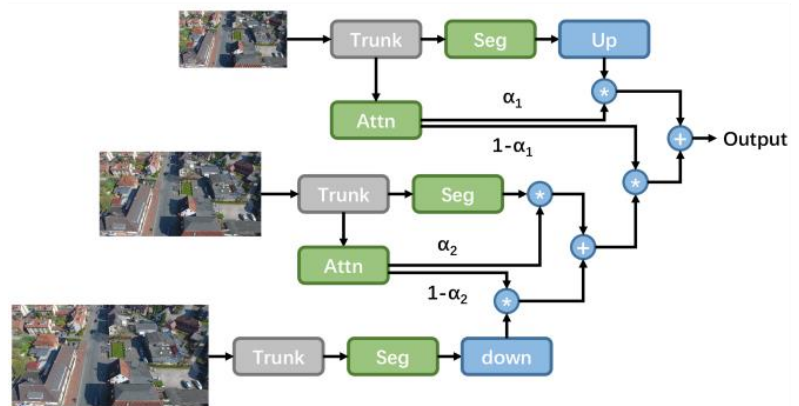 Trunk Seg Up
*
α1
Attn
1-α1
+ Output
*
Trunk Seg *
α2
+
Attn
1-α2
*
Trunk Seg down